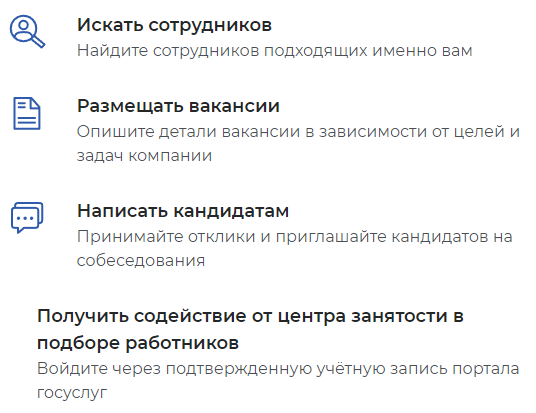 Искать сотрудников
Найдите сотрудников подходящих именно вам
Размещать вакансии
Опишите детали вакансии в зависимости от целей и
задач компании
Написать кандидатам
Принимайте отклики и приглашайте кандидатов на
собеседования
Получить содействие от центра занятости в
подборе работников
Войдите через подтвержденную учётную запись портала
госуслуг